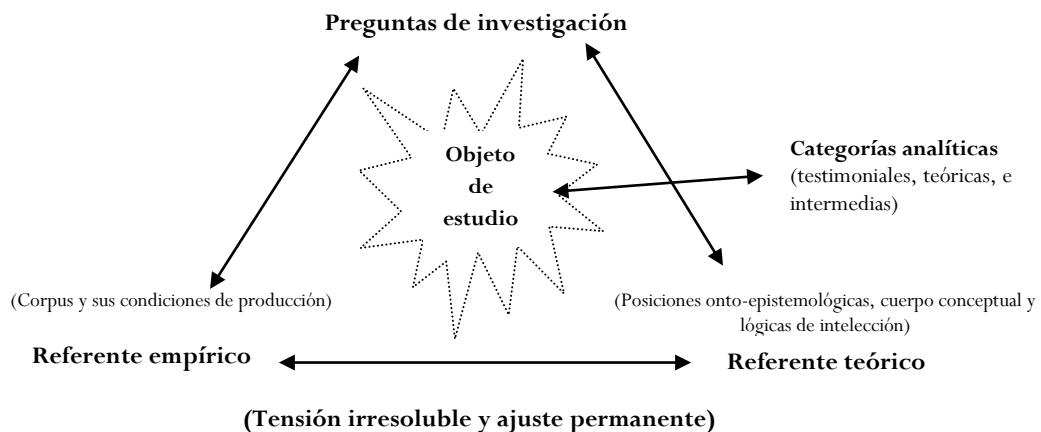 Preguntas de investigación
Objeto
de
estudio
Categorías analíticas
(testimoniales, teóricas, e
intermedias)
(Corpus y sus condiciones de producción)
Referente empírico
(Posiciones onto-epistemológicas, cuerpo conceptual y
lógicas de intelección)
Referente teórico
(Tensión irresoluble y ajuste permanente)